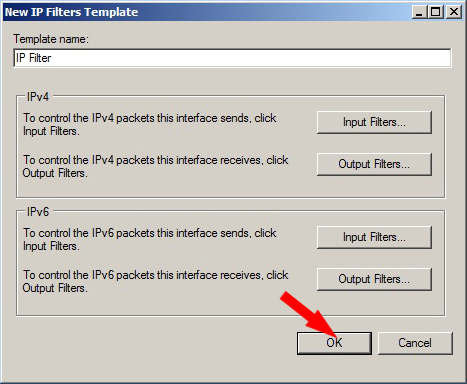 New IP Filters Template
Template name:
IP Filter
IPv4
To control the IPv4 packets this interface sends, click
Input Filters.
Input Filters...
To control the IPv4 packets this interface receives, click
Output Filters.
Output Filters...
IPv6
To control the IPv6 packets this interface sends, click
Input Filters.
Input Filters...
To control the IPv6 packets this interface receives, click
Output Filters.
Output Filters...
OK
Cancel